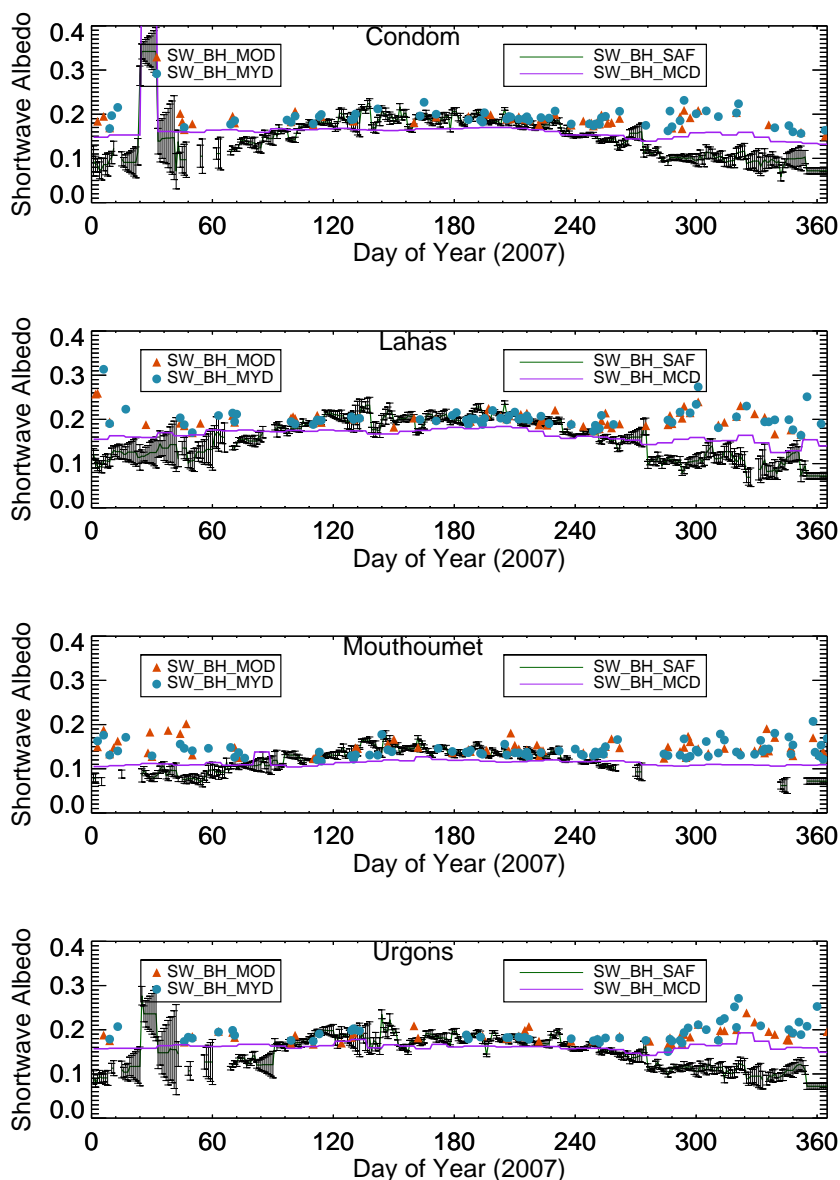 Condom
SW_BH_MOD
SW_BH_MYD
SW_BH_SAF
SW_BH_MCD
Shortwave Albedo
0.4
0.3
0.2
0.1
0.0
0 60 120 180 240 300 360
Day of Year (2007)
Lahas
SW_BH_MOD
SW_BH_MYD
SW_BH_SAF
SW_BH_MCD
Shortwave Albedo
0.4
0.3
0.2
0.1
0.0
0 60 120 180 240 300 360
Day of Year (2007)
Mouthoumet
SW_BH_MOD
SW_BH_MYD
SW_BH_SAF
SW_BH_MCD
Shortwave Albedo
0.4
0.3
0.2
0.1
0.0
0 60 120 180 240 300 360
Day of Year (2007)
Urgons
SW_BH_MOD
SW_BH_MYD
SW_BH_SAF
SW_BH_MCD
Shortwave Albedo
0.4
0.3
0.2
0.1
0.0
0 60 120 180 240 300 360
Day of Year (2007)